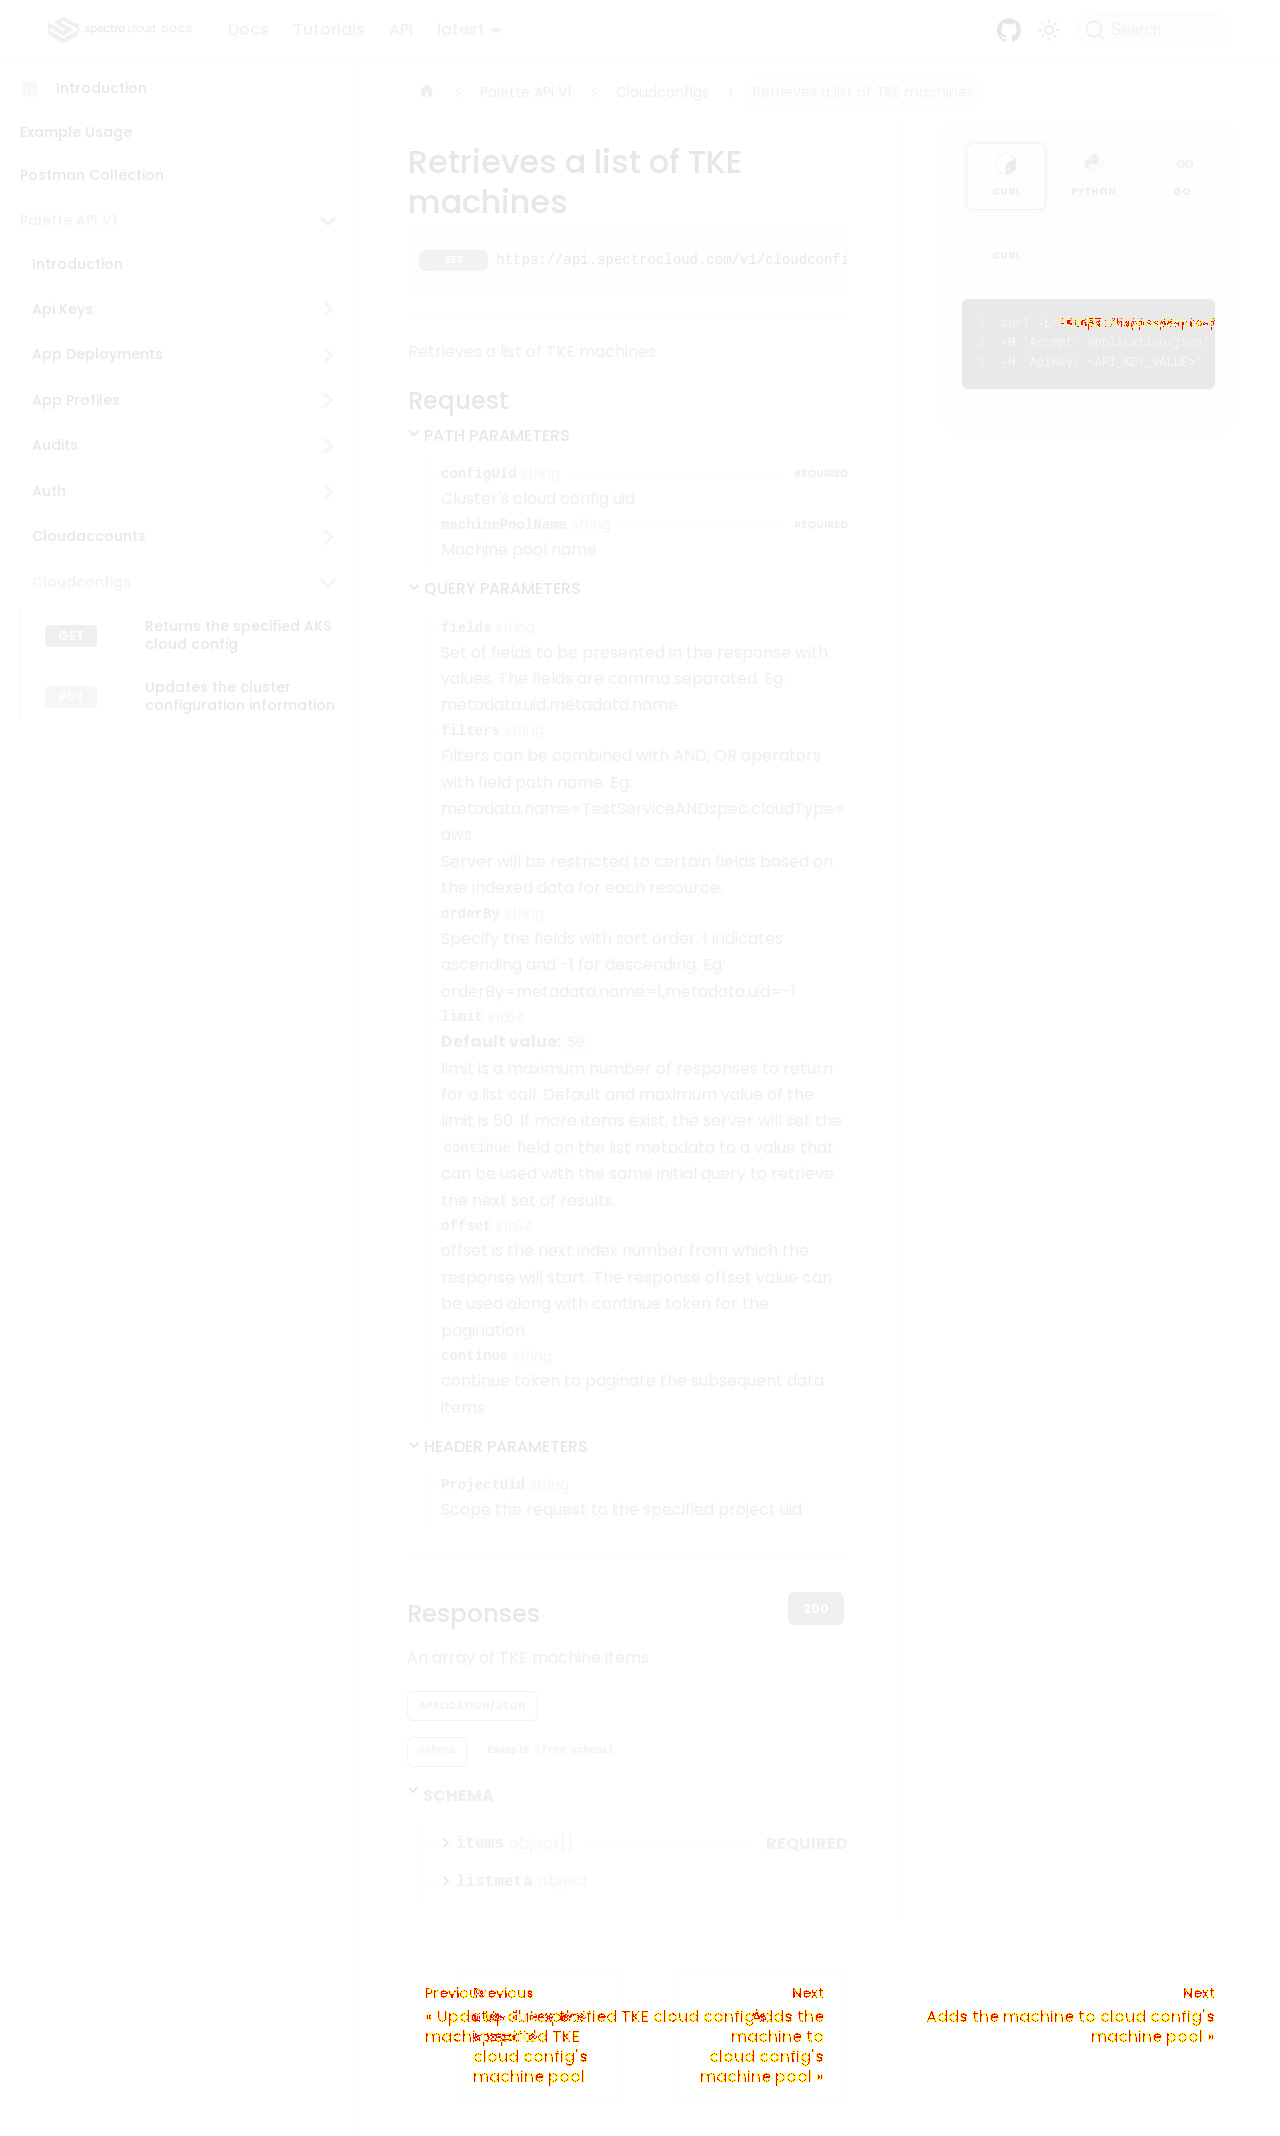 spectro cloud DOCS
Docs
Tutorials
API
latest
Search
Introduction
Example Usage
Postman Collection
Palette API V1
Introduction
Api Keys
App Deployments
App Profiles
Audits
Auth
Cloudaccounts
Cloudconfigs
GET Returns the specified AKS
cloud config
PUT Updates the cluster
configuration information
Palette API V1
Cloudconfigs
Retrieves a list of TKE machines
Retrieves a list of TKE
machines
GET https://api.spectrocloud.com/v1/cloudconfi
Retrieves a list of TKE machines
Request
PATH PARAMETERS
configUid string REQUIRED
Cluster's cloud config uid
machinePoolName string REQUIRED
Machine pool name
QUERY PARAMETERS
fields string
Set of fields to be presented in the response with
values. The fields are comma separated. Eg:
metadata.uid,metadata.name
filters string
Filters can be combined with AND, OR operators
with field path name. Eg:
metadata.name=TestServiceANDspec.cloudType=
aws
Server will be restricted to certain fields based on
the indexed data for each resource.
orderBy string
Specify the fields with sort order. 1 indicates
ascending and -1 for descending. Eg:
orderBy=metadata.name=1,metadata.uid=-1
limit int64
Default value: 50
limit is a maximum number of responses to return
for a list call. Default and maximum value of the
limit is 50. If more items exist, the server will set the
continue field on the list metadata to a value that
can be used with the same initial query to retrieve
the next set of results.
offset int64
offset is the next index number from which the
response will start. The response offset value can
be used along with continue token for the
pagination.
continue string
continue token to paginate the subsequent data
items
HEADER PARAMETERS
ProjectUid string
Scope the request to the specified project uid
Responses
200
An array of TKE machine items
APPLICATION/JSON
Schema
Example (from schema)
SCHEMA
items object[] REQUIRED
listmeta object
CURL
PYTHON
GO
CURL
1 curl -L
2 -H 'Accept: application/json'
3 -H 'ApiKey: <API_KEY_VALUE>'
Previous
Previous
specified TKE
cloud config's
machine pool
Next
Adds the
machine to
cloud config's
machine pool »
Next
Adds the machine to cloud config's
machine pool »